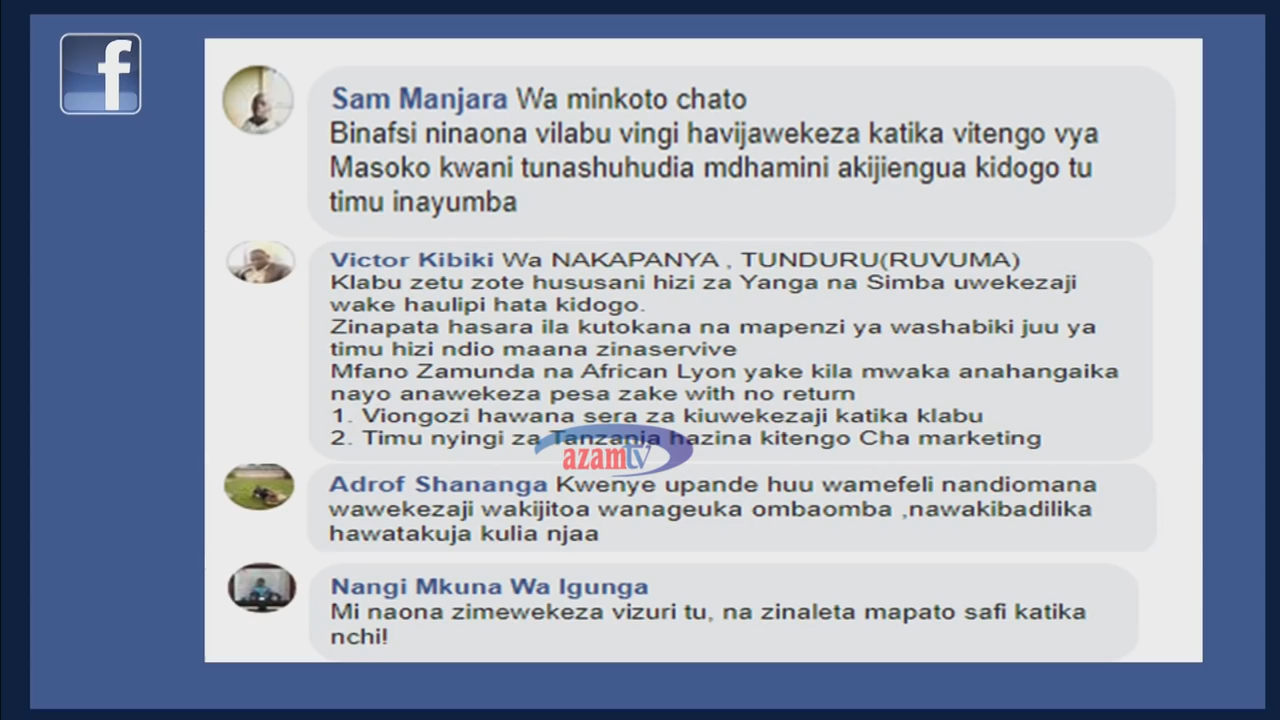 f
Sam Manjara Wa minkoto chato
Binafsi ninaona vilabu vingi havijawekeza katika vitengo vya
Masoko kwani tunashuhudia mdhamini akijiengua kidogo tu
timu inayumba
Victor Kibiki Wa NAKAPANYA , TUNDURU(RUVUMA)
Klabu zetu zote hususani hizi za Yanga na Simba uwekezaji
wake haulipi hata kidogo.
Zinapata hasara ila kutokana na mapenzi ya washabiki juu ya
timu hizi ndio maana zinaservive
Mfano Zamunda na African Lyon yake kila mwaka anahangaika
nayo anawekeza pesa zake with no return
1. Viongozi hawana sera za kiuwekezaji katika klabu
2. Timu nyingi za Tanzania hazina kitengo Cha marketing
azamtv
Adrof Shananga Kwenye upande huu wamefeli nandiomana
wawekezaji wakijitoa wanageuka ombaomba ,nawakibadilika
hawatakuja kulia njaa
Nangi Mkuna Wa Igunga
Mi naona zimewekeza vizuri tu, na zinaleta mapato safi katika
nchi!